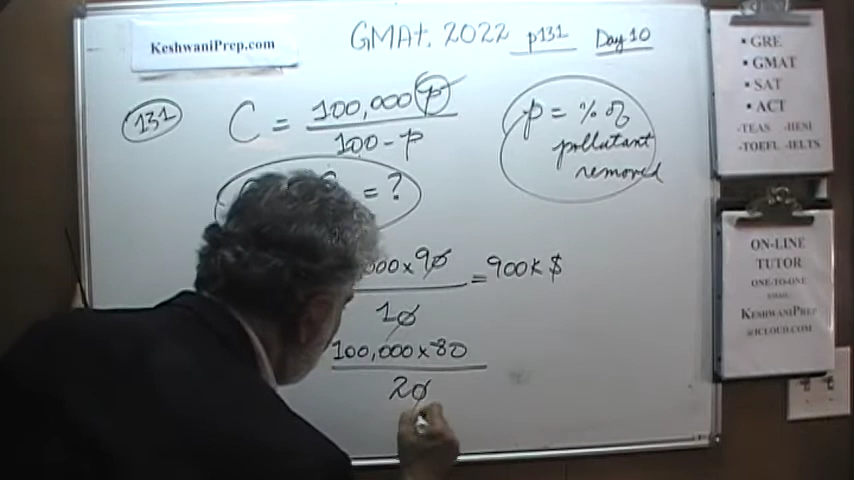 KeshwaniPrep.com
GMAt. 2022 p131 Day 10
131
C = 100,000 p
100 - p
p = % of
pollutant
removed
= ?
000 x 90
= 900K $
10
100,000 x 80
20
• GRE
• GMAT
• SAT
• ACT
-TEAS -HESI
-TOEFL -IELTS
ON-LINE
TUTOR
ONE-TO-ONE
KESHWANIPREP
@ICLOUD.COM